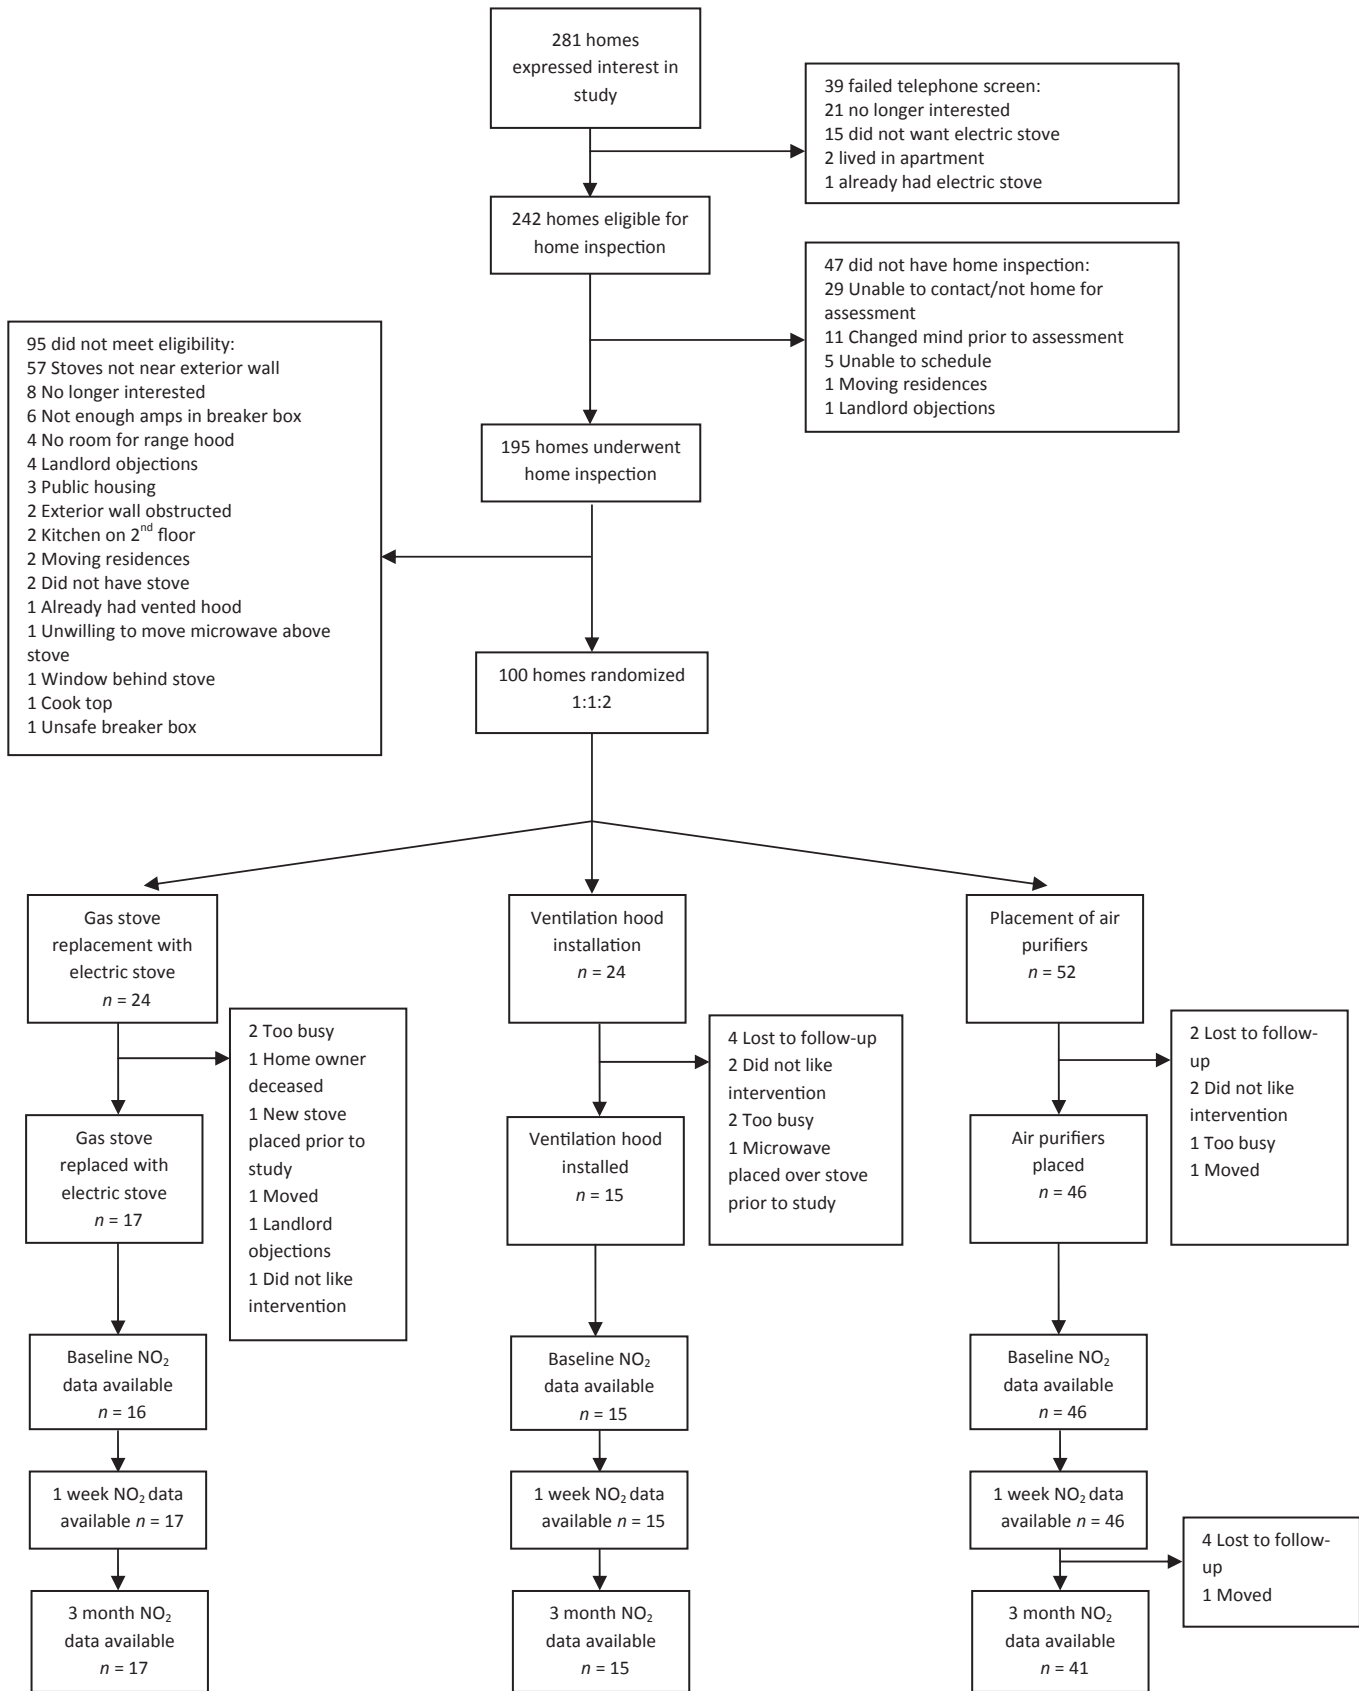 281 homes
expressed interest in
study
39 failed telephone screen:
21 no longer interested
15 did not want electric stove
2 lived in apartment
1 already had electric stove
242 homes eligible for
home inspection
47 did not have home inspection:
29 Unable to contact/not home for
assessment
11 Changed mind prior to assessment
5 Unable to schedule
1 Moving residences
1 Landlord objections
95 did not meet eligibility:
57 Stoves not near exterior wall
8 No longer interested
6 Not enough amps in breaker box
4 No room for range hood
4 Landlord objections
3 Public housing
2 Exterior wall obstructed
2 Kitchen on 2nd floor
2 Moving residences
2 Did not have stove
1 Already had vented hood
1 Unwilling to move microwave above
stove
1 Window behind stove
1 Cook top
1 Unsafe breaker box
195 homes underwent
home inspection
100 homes randomized
1:1:2
Gas stove
replacement with
electric stove
n = 24
2 Too busy
1 Home owner
deceased
1 New stove
placed prior to
study
1 Moved
1 Landlord
objections
1 Did not like
intervention
Gas stove
replaced with
electric stove
n = 17
Baseline NO₂
data available
n = 16
1 week NO₂ data
available n = 17
3 month NO₂
data available
n = 17
Ventilation hood
installation
n = 24
4 Lost to follow-up
2 Did not like
intervention
2 Too busy
1 Microwave
placed over stove
prior to study
Ventilation hood
installed
n = 15
Baseline NO₂
data available
n = 15
1 week NO₂ data
available n = 15
3 month NO₂
data available
n = 15
Placement of air
purifiers
n = 52
2 Lost to follow-
up
2 Did not like
intervention
1 Too busy
1 Moved
Air purifiers
placed
n = 46
Baseline NO₂
data available
n = 46
1 week NO₂ data
available n = 46
4 Lost to follow-
up
1 Moved
3 month NO₂
data available
n = 41